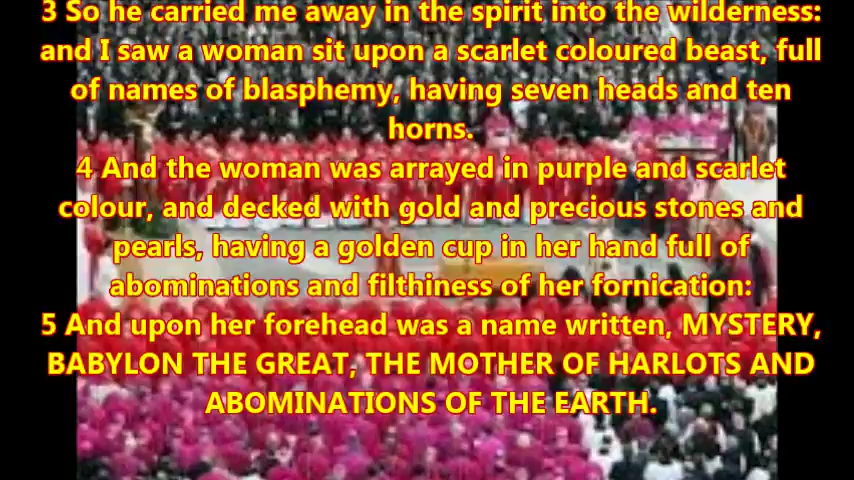 3 So he carried me away in the spirit into the wilderness:
and I saw a woman sit upon a scarlet coloured beast, full
of names of blasphemy, having seven heads and ten
horns.
4 And the woman was arrayed in purple and scarlet
colour, and decked with gold and precious stones and
pearls, having a golden cup in her hand full of
abominations and filthiness of her fornication:
5 And upon her forehead was a name written, MYSTERY,
BABYLON THE GREAT, THE MOTHER OF HARLOTS AND
ABOMINATIONS OF THE EARTH.